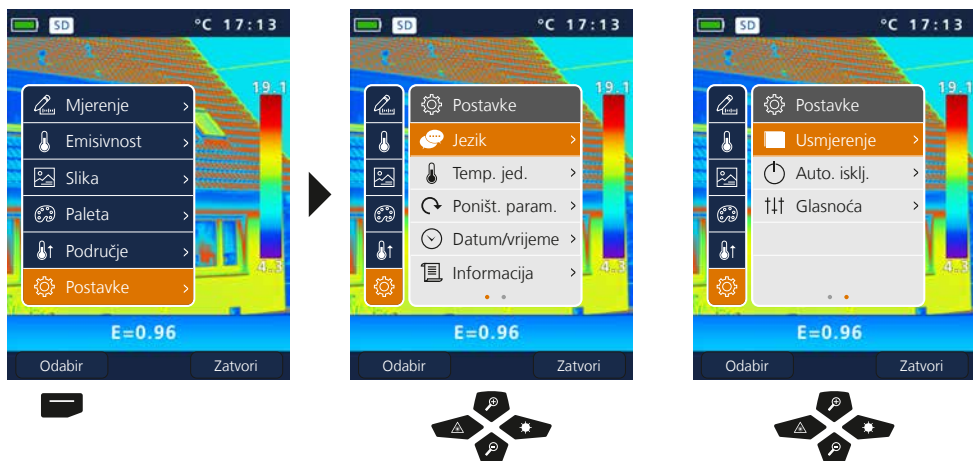 SD °C 17:13
19.1
Mjerenje
Emisivnost
Slika
Paleta
Područje
Postavke
4.3
E=0.96
Odabir Zatvori
SD °C 17:13
19.1
Postavke
Jezik
Temp. jed.
Poništ. param.
Datum/vrijeme
Informacija
4.3
E=0.96
Odabir Zatvori
SD °C 17:13
19.1
Postavke
Usmjerenje
Auto. isklj.
Glasnoća
4.3
E=0.96
Odabir Zatvori